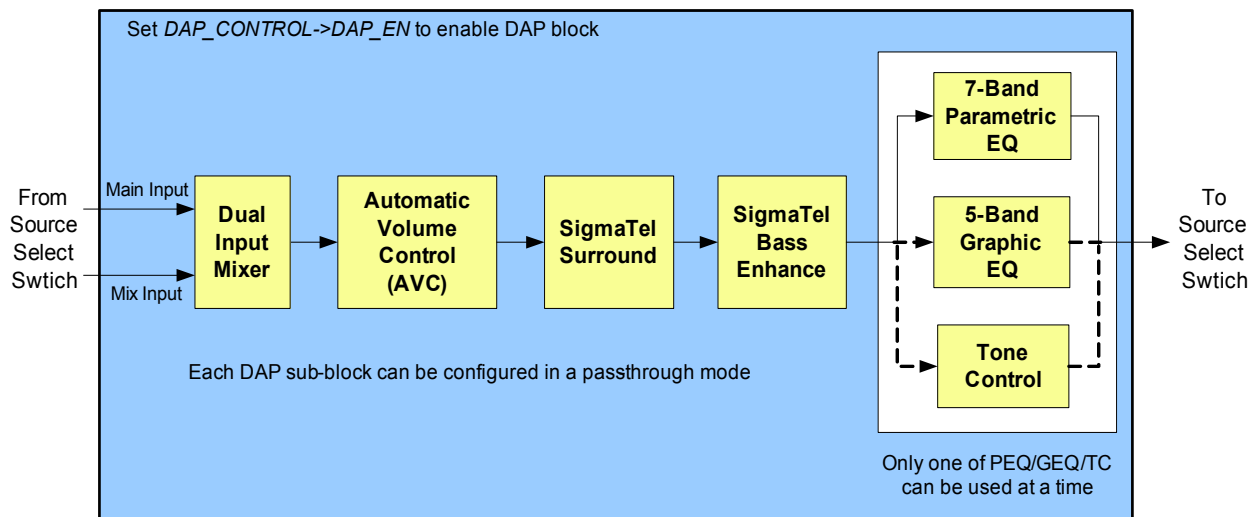 Set DAP_CONTROL->DAP_EN to enable DAP block
From
Source
Select
Swtich
Main Input
Mix Input
Dual
Input
Mixer
Automatic
Volume
Control
(AVC)
SigmaTel
Surround
SigmaTel
Bass
Enhance
7-Band
Parametric
EQ
5-Band
Graphic
EQ
Tone
Control
To
Source
Select
Swtich
Each DAP sub-block can be configured in a passthrough mode
Only one of PEQ/GEQ/TC
can be used at a time